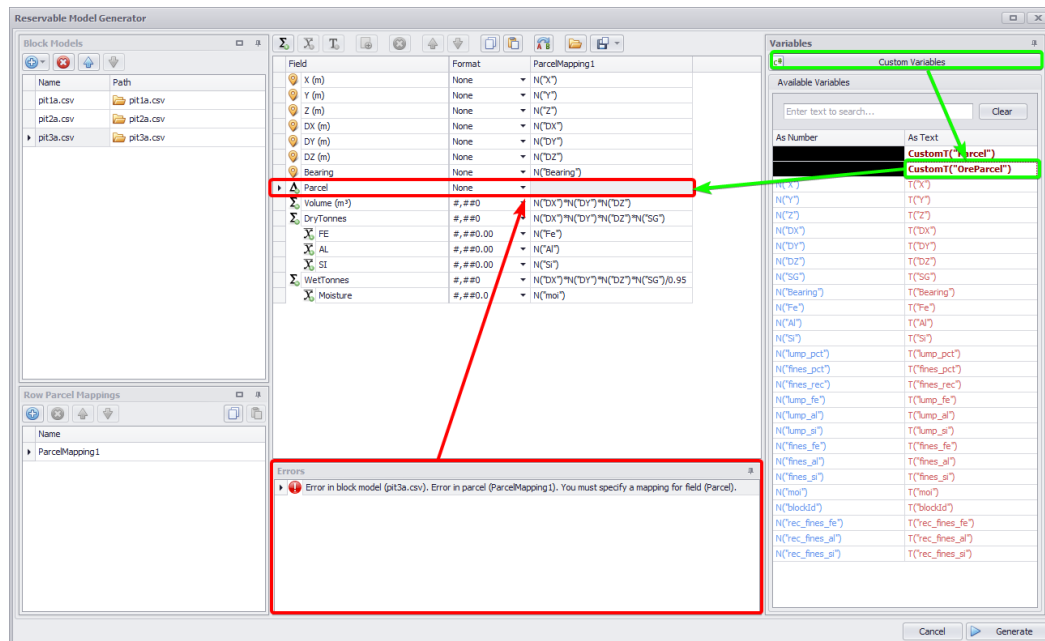 Reservable Model Generator
Block Models
Name Path
pit1a.csv pit1a.csv
pit2a.csv pit2a.csv
pit3a.csv pit3a.csv
Row Parcel Mappings
Name
ParcelMapping1
Field Format ParcelMapping1
X (m) None N("X")
Y (m) None N("Y")
Z (m) None N("Z")
DX (m) None N("DX")
DY (m) None N("DY")
DZ (m) None N("DZ")
Bearing None N("Bearing")
Parcel None
Volume (m³) #,##0 N("DX")*N("DY")*N("DZ")
DryTonnes #,##0 N("DX")*N("DY")*N("DZ")*N("SG")
FE #,##0.00 N("Fe")
AL #,##0.00 N("Al")
SI #,##0.00 N("Si")
WetTonnes #,##0 N("DX")*N("DY")*N("DZ")*N("SG")/0.95
Moisture #,##0.0 N("moi")
Errors
Error in block model (pit3a.csv). Error in parcel (ParcelMapping1). You must specify a mapping for field (Parcel).
Variables
Custom Variables
Available Variables
Enter text to search... Clear
As Number As Text
CustomT("Parcel")
CustomT("OreParcel")
N("X") T("X")
N("Y") T("Y")
N("Z") T("Z")
N("DX") T("DX")
N("DY") T("DY")
N("DZ") T("DZ")
N("SG") T("SG")
N("Bearing") T("Bearing")
N("Fe") T("Fe")
N("Al") T("Al")
N("Si") T("Si")
N("lump_pct") T("lump_pct")
N("fines_pct") T("fines_pct")
N("fines_rec") T("fines_rec")
N("lump_fe") T("lump_fe")
N("lump_al") T("lump_al")
N("lump_si") T("lump_si")
N("fines_fe") T("fines_fe")
N("fines_al") T("fines_al")
N("fines_si") T("fines_si")
N("moi") T("moi")
N("blockId") T("blockId")
N("rec_fines_fe") T("rec_fines_fe")
N("rec_fines_al") T("rec_fines_al")
N("rec_fines_si") T("rec_fines_si")
Cancel Generate